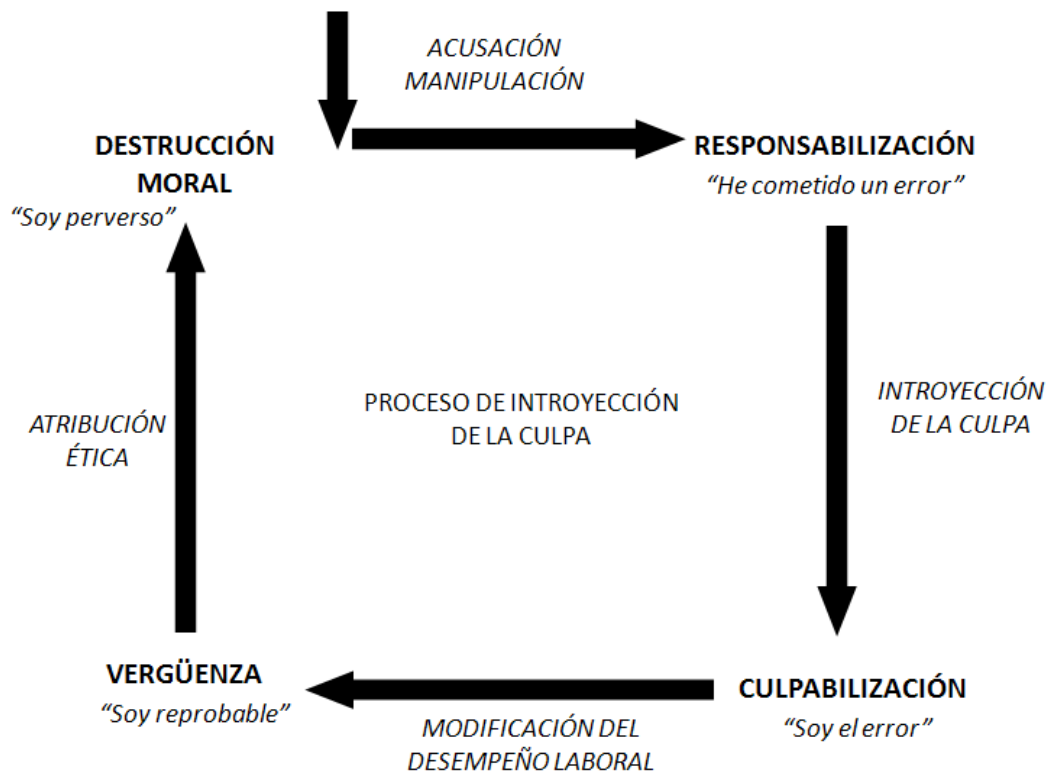 ACUSACIÓN
MANIPULACIÓN
DESTRUCCIÓN
MORAL
“Soy perverso”
RESPONSABILIZACIÓN
“He cometido un error”
ATRIBUCIÓN
ÉTICA
PROCESO DE INTROYECCIÓN
DE LA CULPA
INTROYECCIÓN
DE LA CULPA
VERGÜENZA
“Soy reprobable”
MODIFICACIÓN DEL
DESEMPEÑO LABORAL
CULPABILIZACIÓN
“Soy el error”